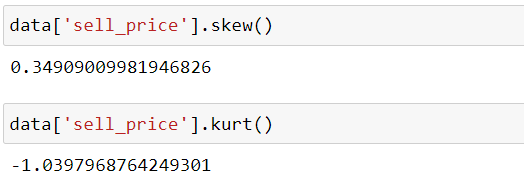 data['sell_price'].skew()
0.34909009981946826
data['sell_price'].kurt()
-1.0397968764249301